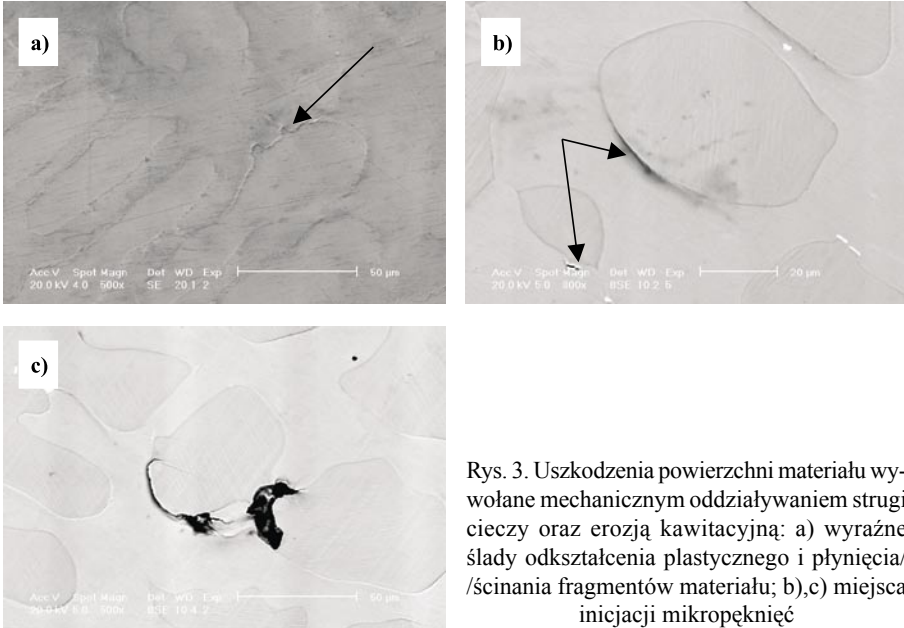 a)
Acc.V Spot Magn Det WD Exp 50 µm
20.0 kV 4.0 500x SE 20.1 2
b)
Acc.V Spot Magn Det WD Exp 20 µm
20.0 kV 5.0 800x BSE 10.2 5
c)
Acc.V Spot Magn Det WD Exp 50 µm
20.0 kV 5.0 500x BSE 10.4 2
Rys. 3. Uszkodzenia powierzchni materiału wy-
wołane mechanicznym oddziaływaniem strugi
cieczy oraz erozją kawitacyjną: a) wyraźne
ślady odkształcenia plastycznego i płynięcia/
/ścinania fragmentów materiału; b),c) miejsca
inicjacji mikropęknięć